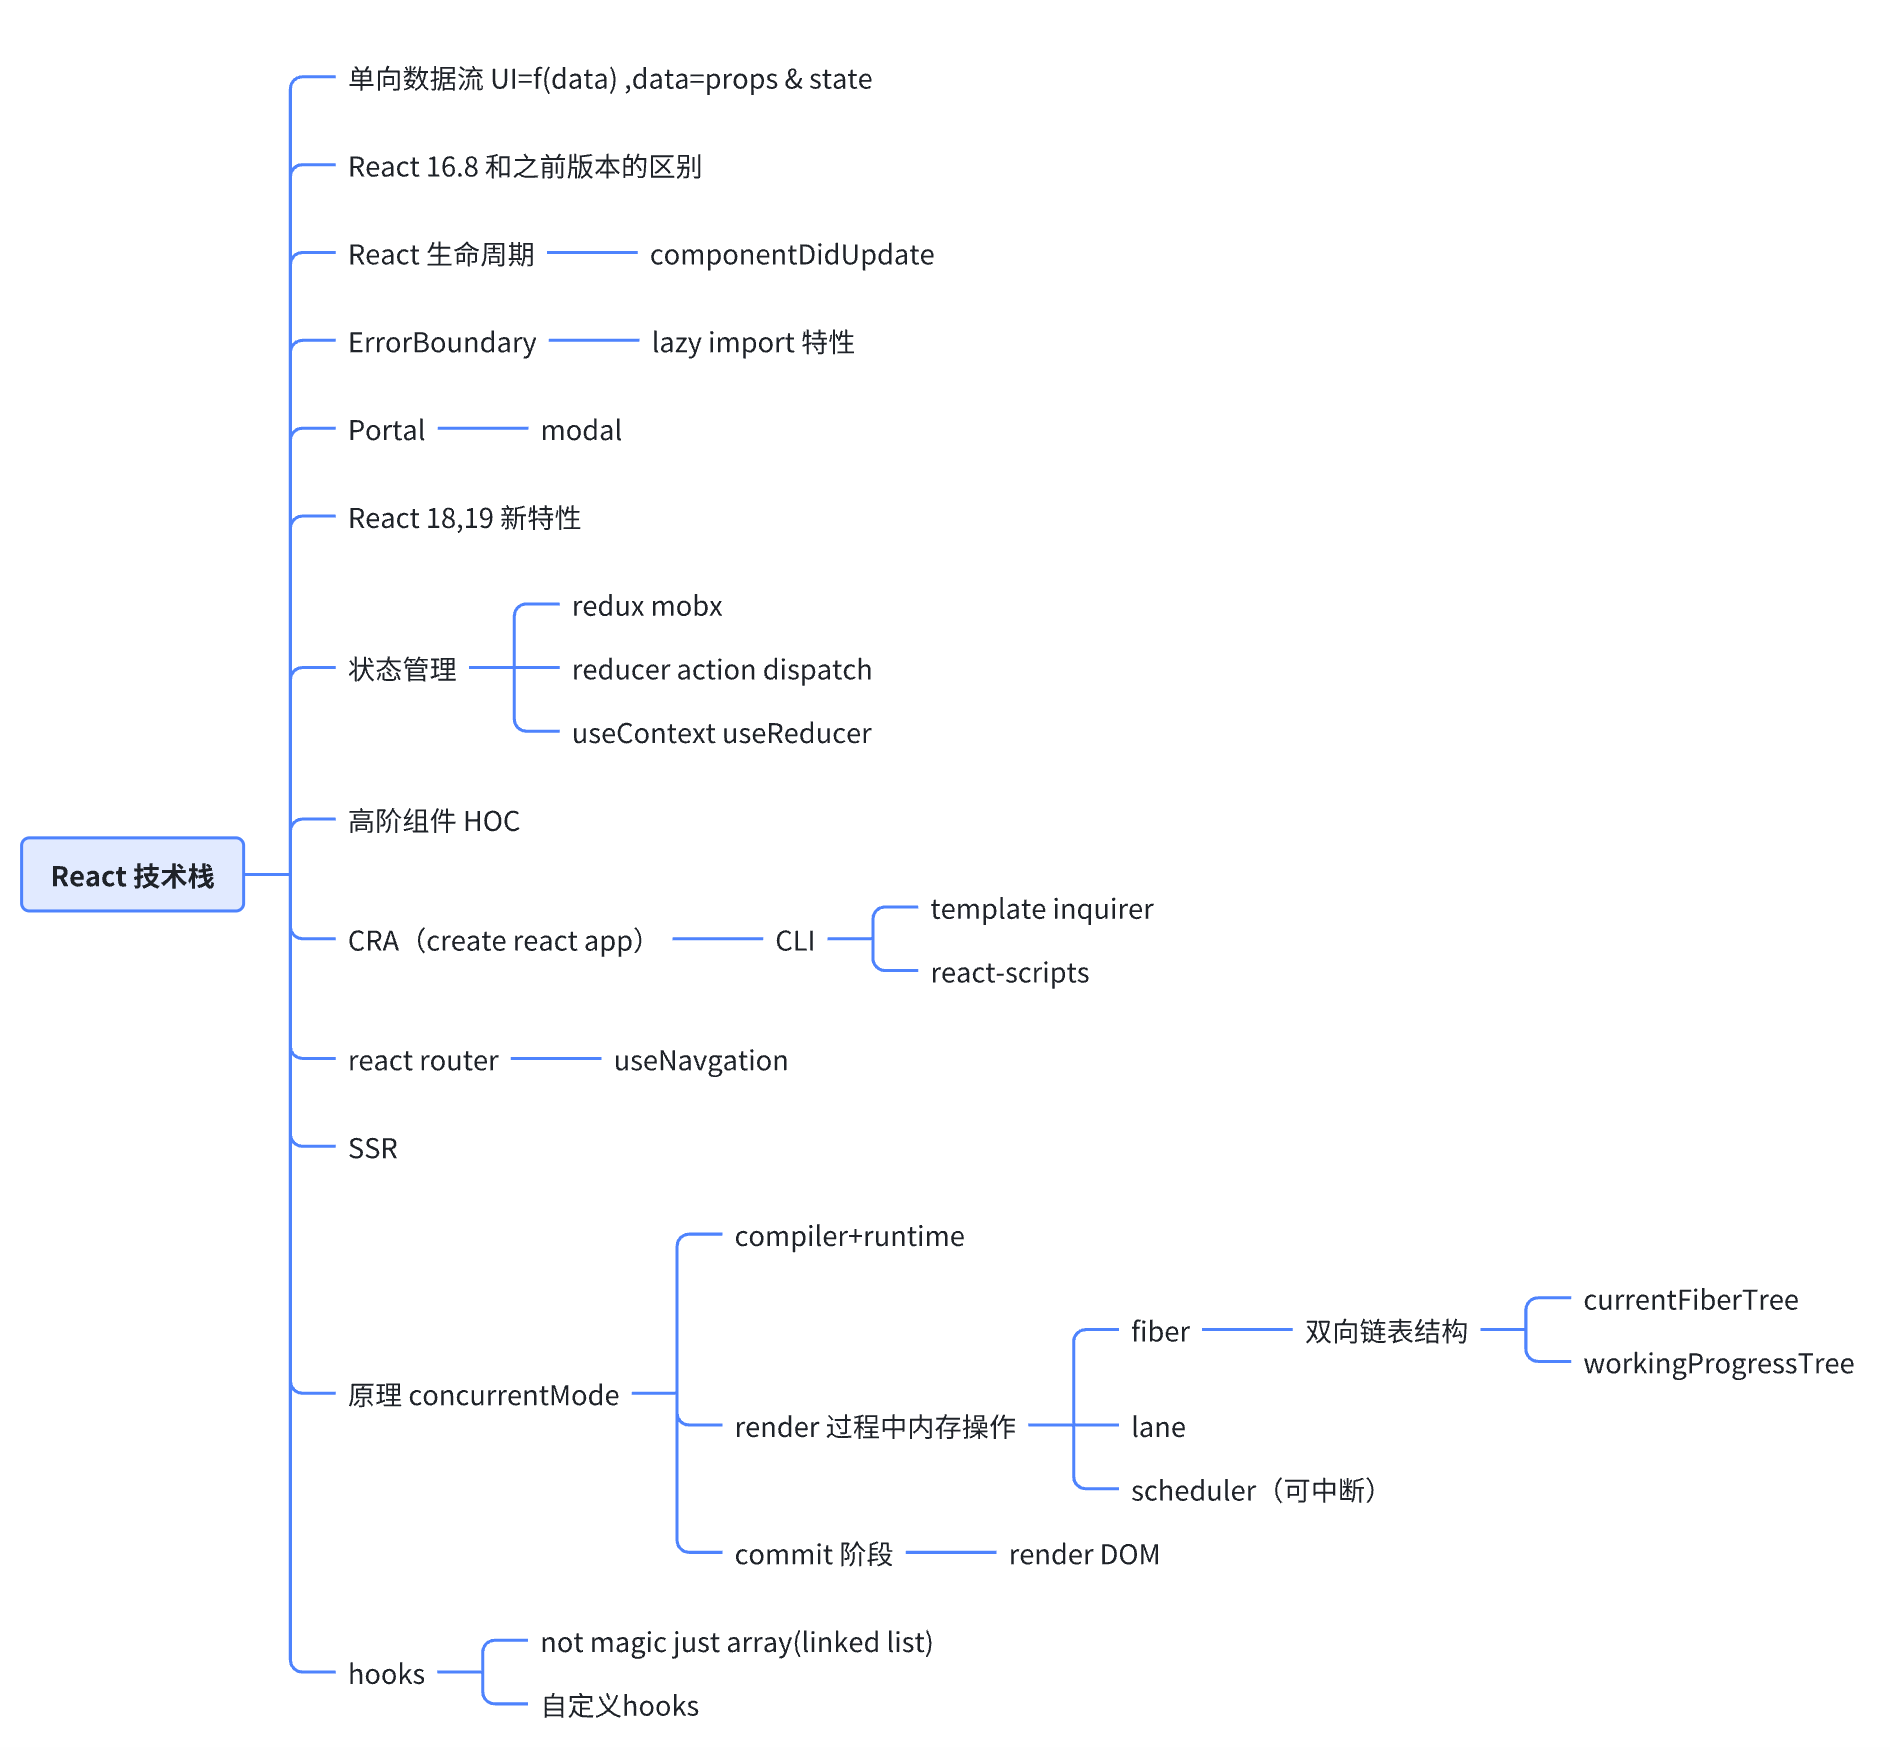 单向数据流 UI=f(data) ,data=props & state
React 16.8 和之前版本的区别
React 生命周期
componentDidUpdate
ErrorBoundary
lazy import 特性
Portal
modal
React 18,19 新特性
状态管理
redux mobx
reducer action dispatch
useContext useReducer
高阶组件 HOC
React 技术栈
CRA（create react app）
CLI
template inquirer
react-scripts
react router
useNavgation
SSR
原理 concurrentMode
compiler+runtime
render 过程中内存操作
fiber
双向链表结构
currentFiberTree
workingProgressTree
lane
scheduler（可中断）
commit 阶段
render DOM
hooks
not magic just array(linked list)
自定义hooks